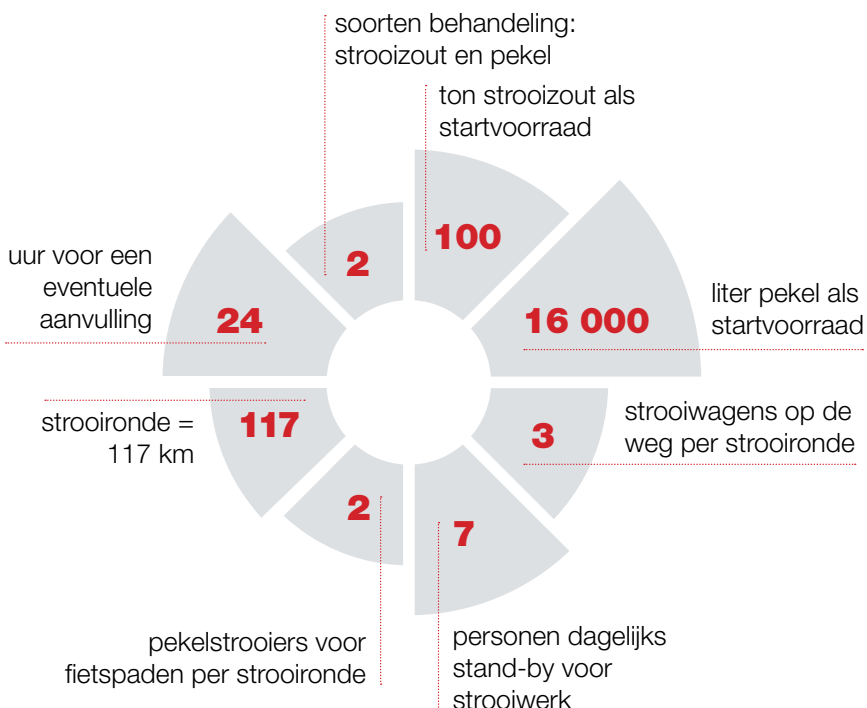 soorten behandeling:
strooizout en pekel
2
ton strooizout als
startvoorraad
100
liter pekel als
startvoorraad
16 000
strooiwagens op de
weg per strooironde
3
personen dagelijks
stand-by voor
strooiwerk
7
pekelstrooiers voor
fietspaden per strooironde
2
strooironde =
117 km
117
uur voor een
eventuele
aanvulling
24